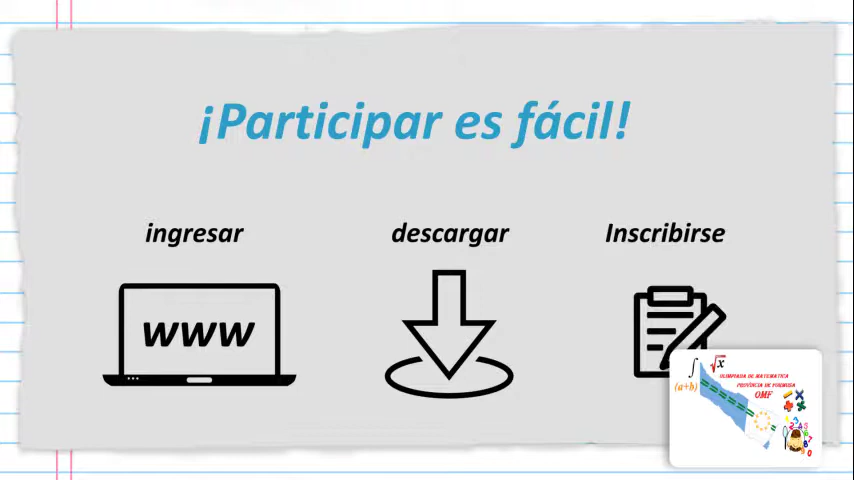 ¡Participar es fácil!
ingresar
descargar
Inscribirse
www
√x
∫
OLIMPIADA DE MATEMATICA
(a+b)
PROVINCIA DE FORMOSA
OMF